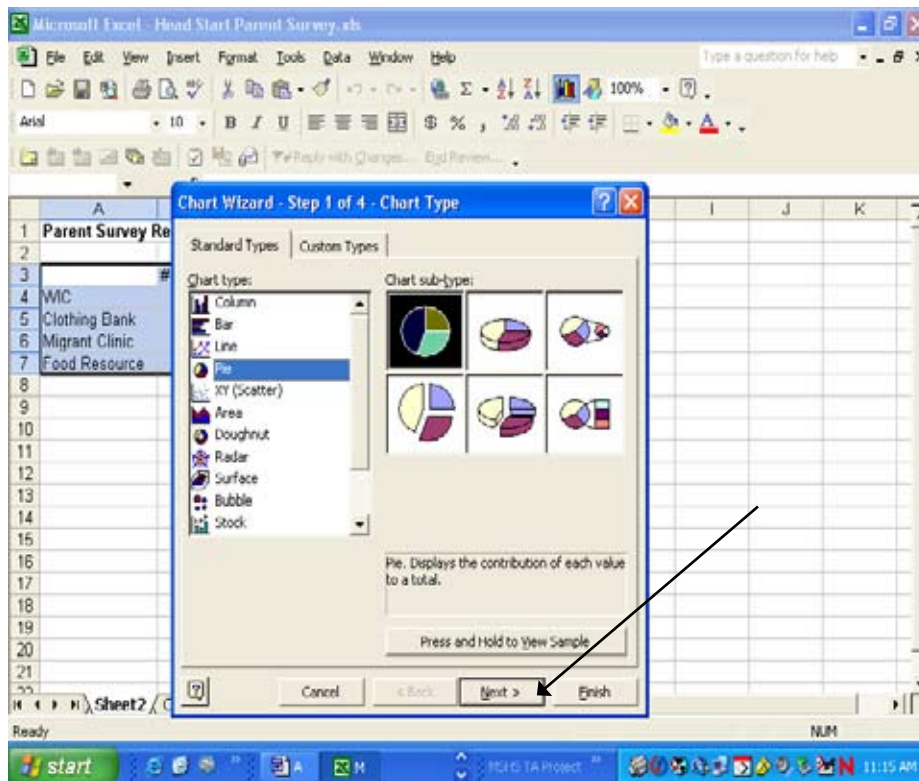 Microsoft Excel - Head Start Parent Survey.xls
File Edit View Insert Format Tools Data Window Help Type a question for help
100%
Arial 10 B I U $ % ,
Reply with Changes... End Review...
A I J K
1 Parent Survey Re
2
3 #
4 WIC
5 Clothing Bank
6 Migrant Clinic
7 Food Resource
8
9
10
11
12
13
14
15
16
17
18
19
20
21
22
Chart Wizard - Step 1 of 4 - Chart Type
Standard Types Custom Types
Chart type: Chart sub-type:
Column
Bar
Line
Pie
XY (Scatter)
Area
Doughnut
Radar
Surface
Bubble
Stock
Pie. Displays the contribution of each value
to a total.
Press and Hold to View Sample
Cancel < Back Next > Finish
Sheet2
Ready NUM
start A M MSHS TA Project 11:15 AM